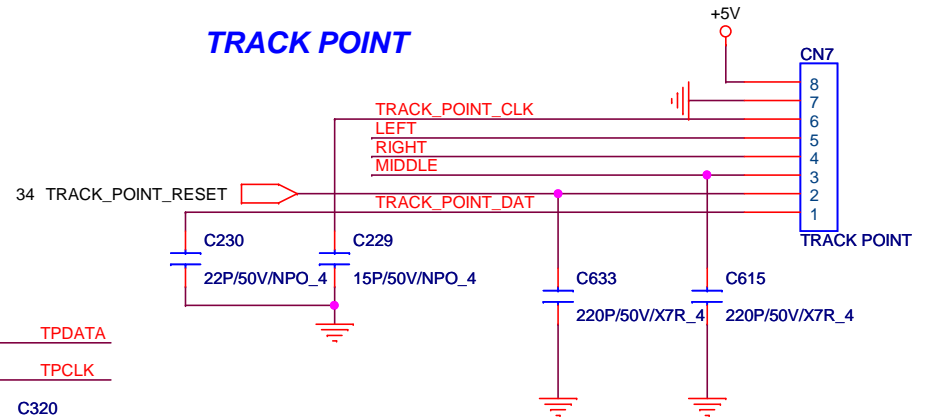 +5V
TRACK POINT
CN7
8
7
TRACK_POINT_CLK
6
LEFT
5
RIGHT
4
MIDDLE
3
34 TRACK_POINT_RESET
2
TRACK_POINT_DAT
1
TRACK POINT
C230
22P/50V/NPO_4
C229
15P/50V/NPO_4
C633
220P/50V/X7R_4
C615
220P/50V/X7R_4
TPDATA
TPCLK
C320